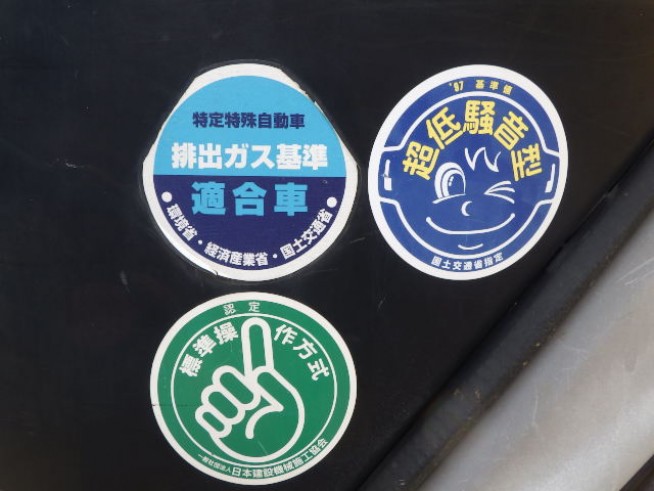 特定特殊自動車
排出ガス基準
適合車
●環境省・経済産業省・国土交通省●
'97 基準値
超低騒音型
国土交通省指定
認定
標準操作方式
一般社団法人日本建設機械施工協会